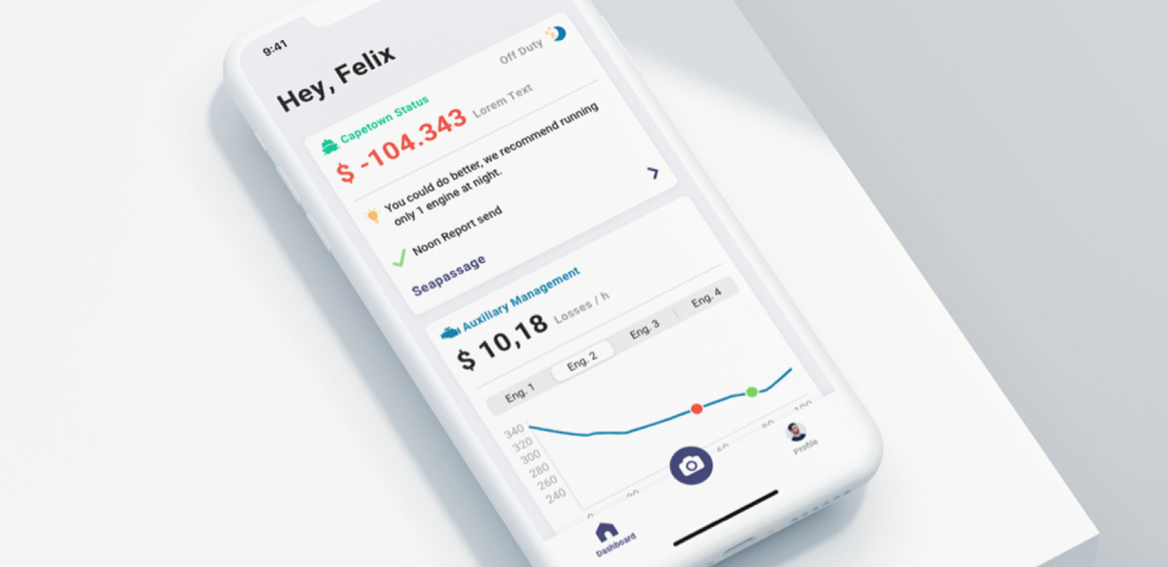 9:41
Hey, Felix
Off Duty
Capetown Status
$ -104.343 Lorem Text
You could do better, we recommend running
only 1 engine at night.
Noon Report send
Seapassage
Auxiliary Management
$ 10,18 Losses / h
Eng. 1 Eng. 2 Eng. 3 Eng. 4
340
320
300
280
260
240
0 20 60 80 100
Dashboard
Profile